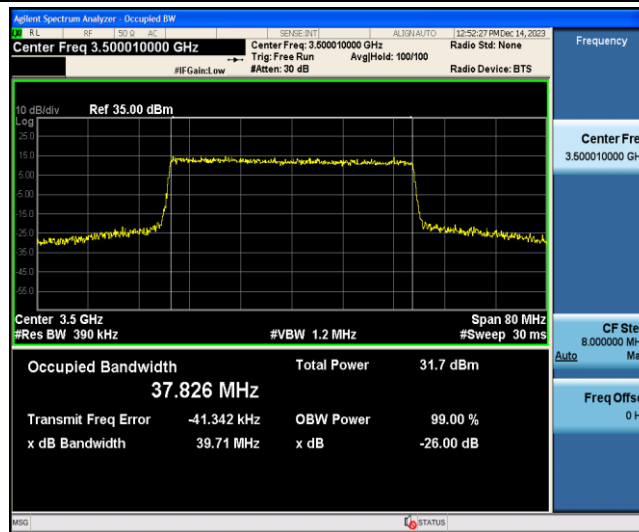 Agilent Spectrum Analyzer - Occupied BW
RL RF 50 Ω AC SENSE:INT ALIGNAUTO 12:52:27 PM Dec 14, 2023
Center Freq 3.500010000 GHz
Center Freq: 3.500010000 GHz Radio Std: None
Trig: Free Run Avg|Hold: 100/100
#IFGain:Low #Atten: 30 dB Radio Device: BTS
Frequency
10 dB/div Ref 35.00 dBm
Log
25.0
15.0
5.00
-5.00
-15.0
-25.0
-35.0
-45.0
-55.0
Center 3.5 GHz Span 80 MHz
#Res BW 390 kHz #VBW 1.2 MHz #Sweep 30 ms
Occupied Bandwidth Total Power 31.7 dBm
37.826 MHz
Transmit Freq Error -41.342 kHz OBW Power 99.00 %
x dB Bandwidth 39.71 MHz x dB -26.00 dB
Center Fre
3.500010000 GH
CF Ste
8.000000 MH
Auto Ma
Freq Offse
0 H
MSG STATUS